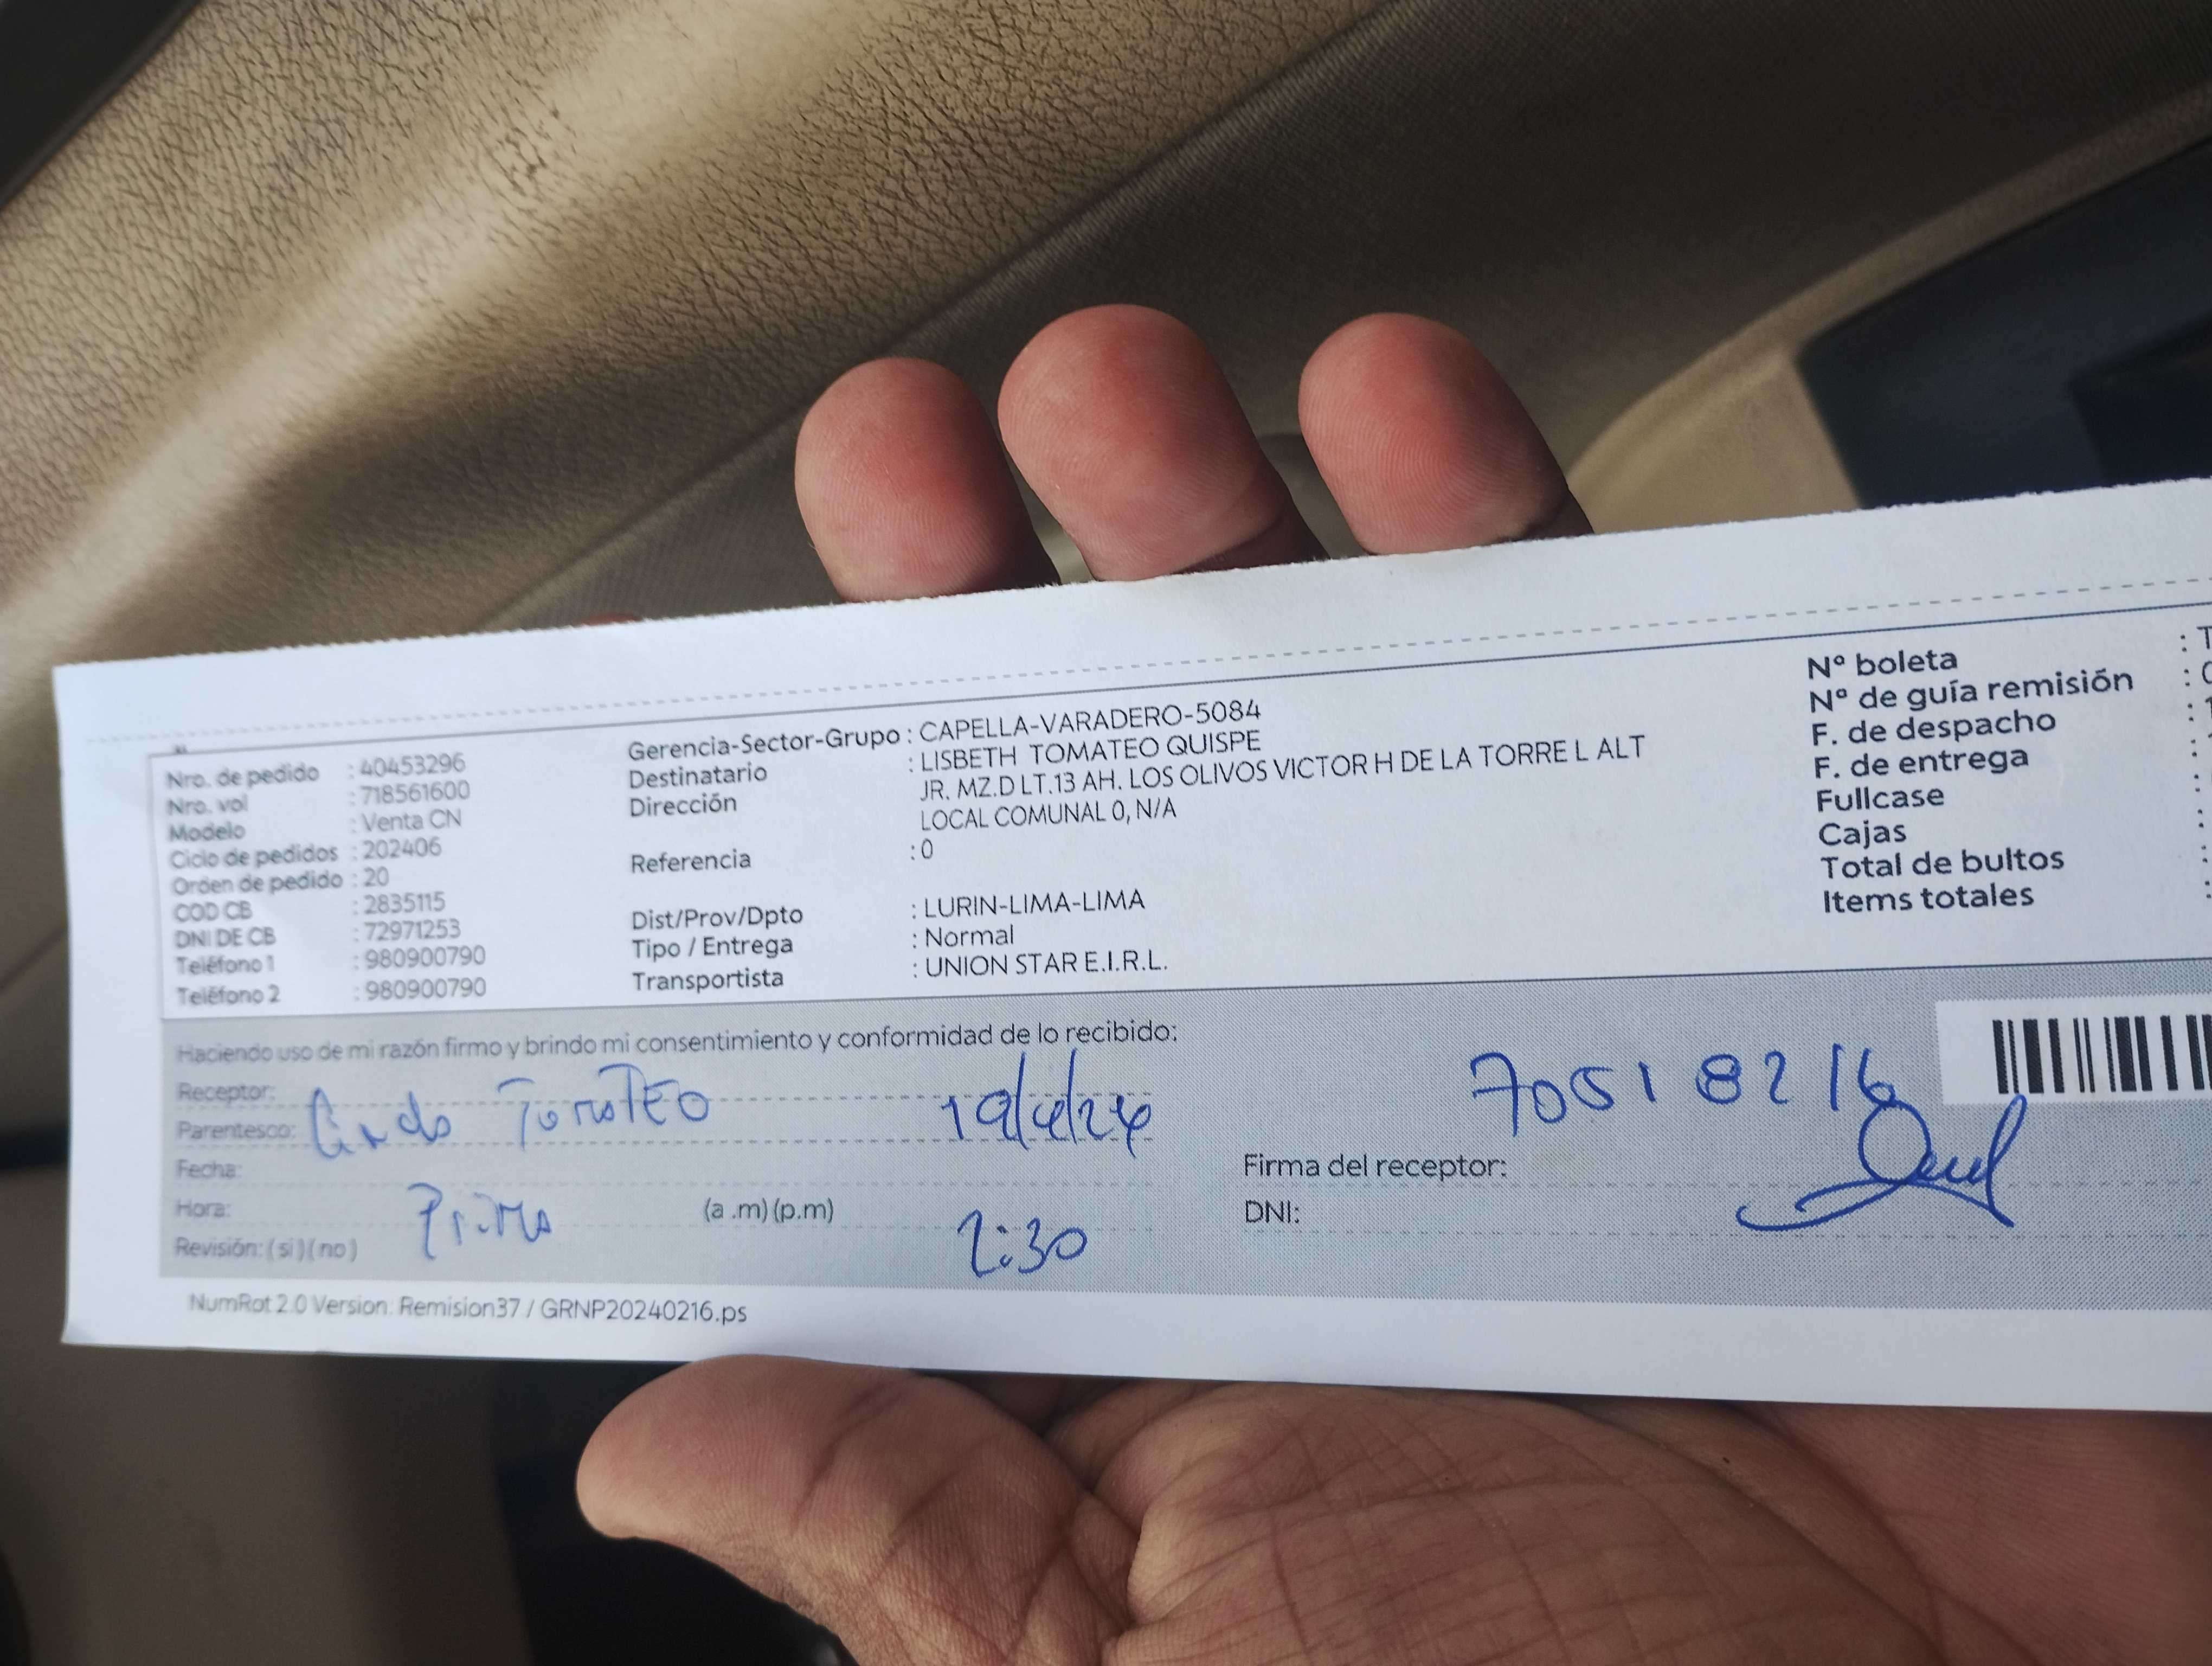 Nro. de pedido : 40453296
Nro. vol : 718561600
Modelo : Venta CN
Ciclo de pedidos : 202406
Orden de pedido : 20
COD CB : 2835115
DNI DE CB : 72971253
Teléfono 1 : 980900790
Teléfono 2 : 980900790
Gerencia-Sector-Grupo : CAPELLA-VARADERO-5084
Destinatario : LISBETH TOMATEO QUISPE
Dirección JR. MZ.D LT.13 AH. LOS OLIVOS VICTOR H DE LA TORRE L ALT
LOCAL COMUNAL 0, N/A
Referencia : 0
Dist/Prov/Dpto : LURIN-LIMA-LIMA
Tipo / Entrega : Normal
Transportista : UNION STAR E.I.R.L.
N° boleta : T
N° de guía remisión :
F. de despacho : 1
F. de entrega :
Fullcase :
Cajas :
Total de bultos :
Items totales :
Haciendo uso de mi razón firmo y brindo mi consentimiento y conformidad de lo recibido:
Receptor:
Parentesco: 19/4/24
Fecha:
Hora: Primo (a .m) (p.m) 2:30
Revisión: ( si ) ( no )
70518216
Firma del receptor:
DNI:
NumRot 2.0 Version: Remision37 / GRNP20240216.ps